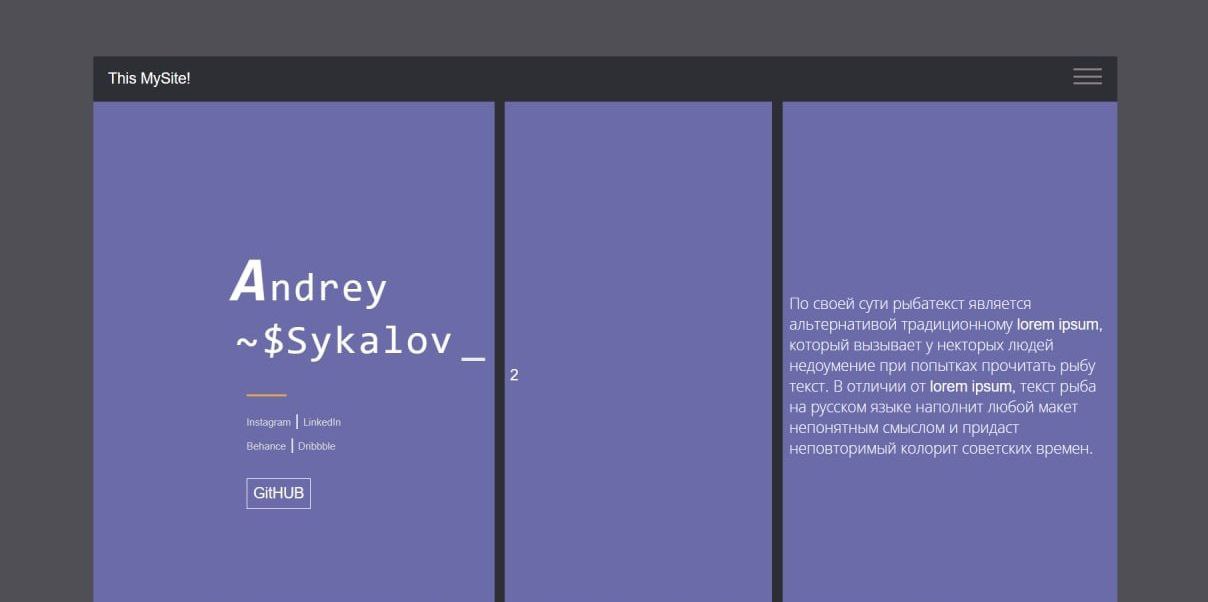 This MySite!
Andrey
~$Sykalov_
Instagram | LinkedIn
Behance | Dribbble
GitHUB
2
По своей сути рыбатекст является
альтернативой традиционному lorem ipsum,
который вызывает у некторых людей
недоумение при попытках прочитать рыбу
текст. В отличии от lorem ipsum, текст рыба
на русском языке наполнит любой макет
непонятным смыслом и придаст
неповторимый колорит советских времен.